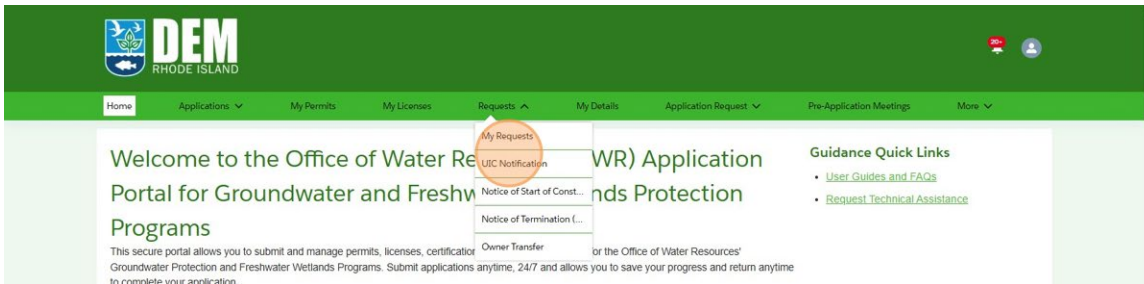 DEM
RHODE ISLAND
20+
Home Applications My Permits My Licenses Requests My Details Application Request Pre-Application Meetings More
My Requests
UIC Notification
Notice of Start of Const...
Notice of Termination (...
Owner Transfer
Welcome to the Office of Water Re WR) Application
Portal for Groundwater and Freshw nds Protection
Programs
This secure portal allows you to submit and manage permits, licenses, certification or the Office of Water Resources'
Groundwater Protection and Freshwater Wetlands Programs. Submit applications anytime, 24/7 and allows you to save your progress and return anytime
to complete your application.
Guidance Quick Links
User Guides and FAQs
Request Technical Assistance